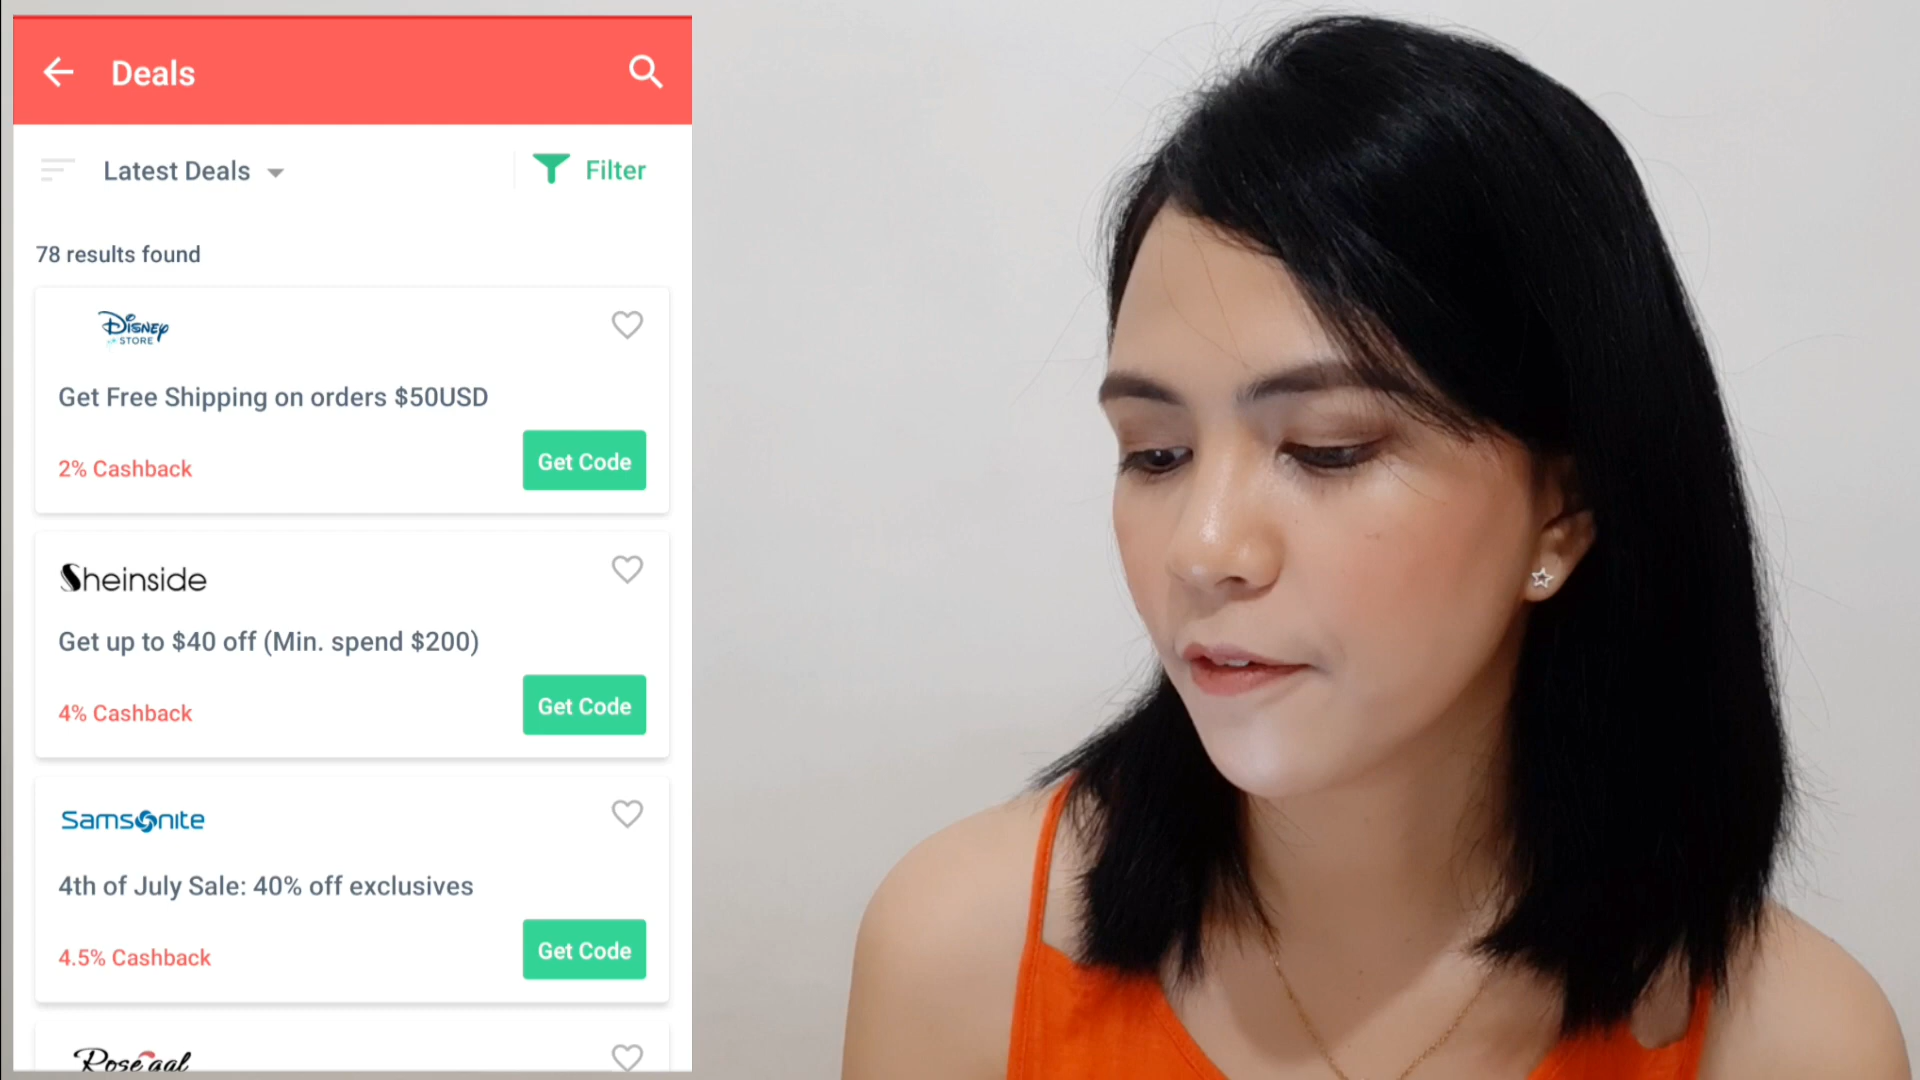 Deals
Latest Deals
Filter
78 results found
Disney
STORE
Get Free Shipping on orders $50USD
2% Cashback
Get Code
Sheinside
Get up to $40 off (Min. spend $200)
4% Cashback
Get Code
Samsonite
4th of July Sale: 40% off exclusives
4.5% Cashback
Get Code